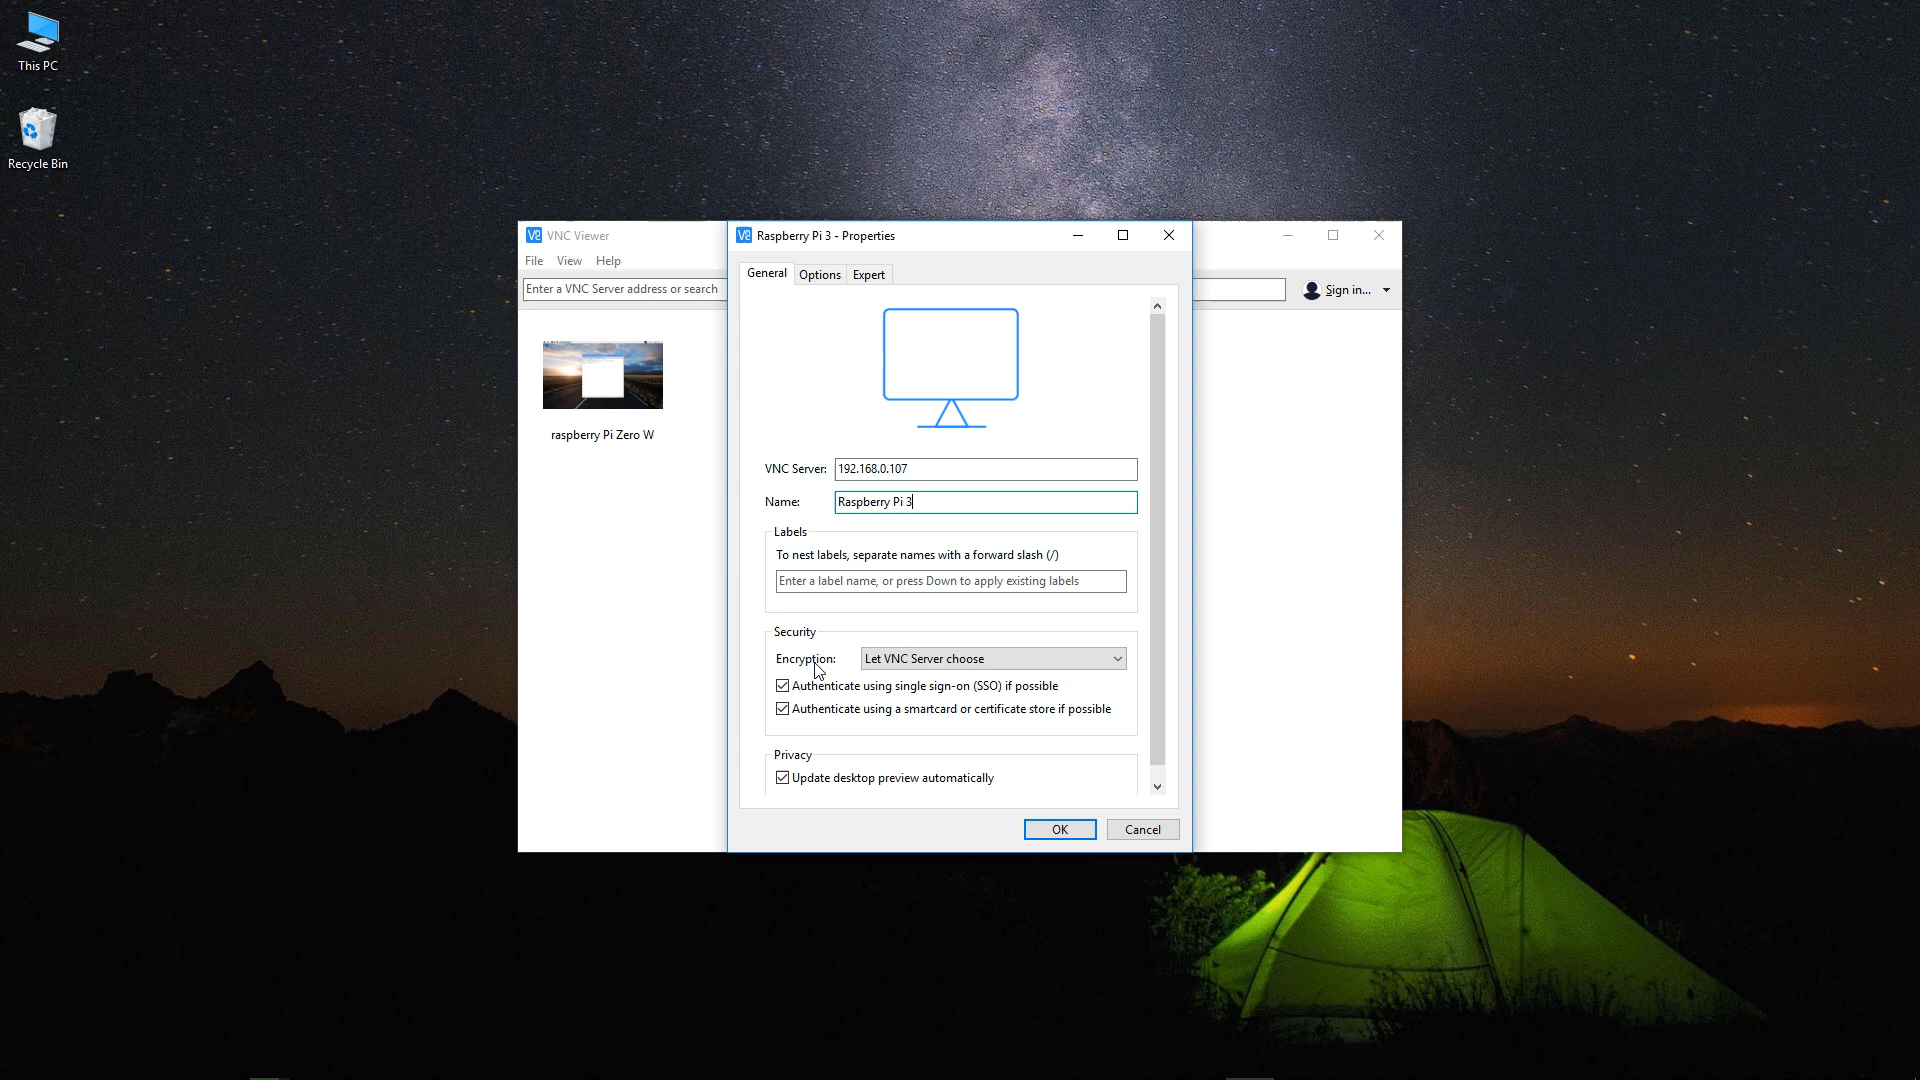 This PC
Recycle Bin
VNC Viewer
File View Help
Enter a VNC Server address or search
Sign in...
raspberry Pi Zero W
Raspberry Pi 3 - Properties
General Options Expert
VNC Server: 192.168.0.107
Name: Raspberry Pi 3
Labels
To nest labels, separate names with a forward slash (/)
Enter a label name, or press Down to apply existing labels
Security
Encryption: Let VNC Server choose
Authenticate using single sign-on (SSO) if possible
Authenticate using a smartcard or certificate store if possible
Privacy
Update desktop preview automatically
OK Cancel